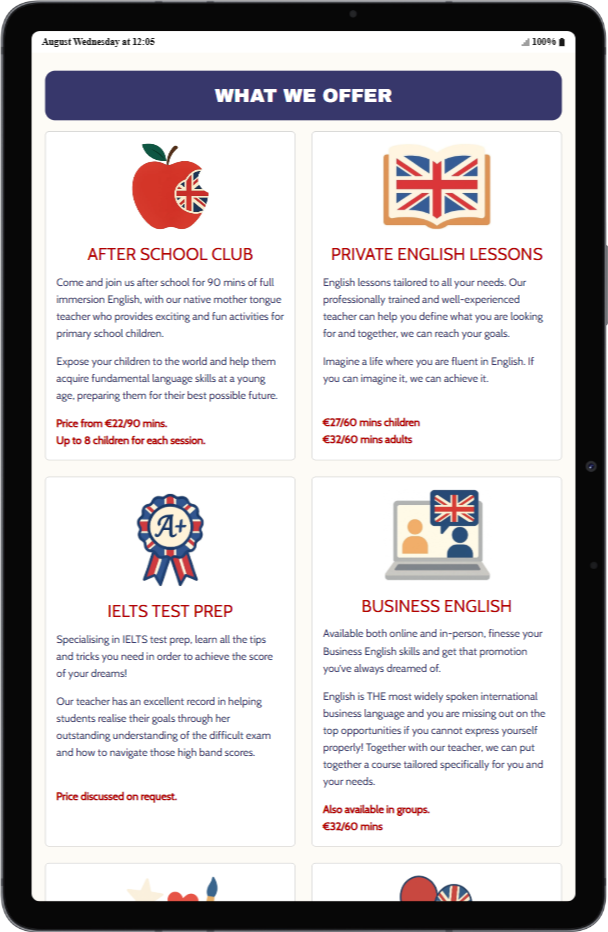 August Wednesday at 12:05
100%
WHAT WE OFFER
AFTER SCHOOL CLUB
Come and join us after school for 90 mins of full
immersion English, with our native mother tongue
teacher who provides exciting and fun activities for
primary school children.
Expose your children to the world and help them
acquire fundamental language skills at a young
age, preparing them for their best possible future.
Price from €22/90 mins.
Up to 8 children for each session.
PRIVATE ENGLISH LESSONS
English lessons tailored to all your needs. Our
professionally trained and well-experienced
teacher can help you define what you are looking
for and together, we can reach your goals.
Imagine a life where you are fluent in English. If
you can imagine it, we can achieve it.
€27/60 mins children
€32/60 mins adults
A+
IELTS TEST PREP
Specialising in IELTS test prep, learn all the tips
and tricks you need in order to achieve the score
of your dreams!
Our teacher has an excellent record in helping
students realise their goals through her
outstanding understanding of the difficult exam
and how to navigate those high band scores.
Price discussed on request.
BUSINESS ENGLISH
Available both online and in-person, finesse your
Business English skills and get that promotion
you've always dreamed of.
English is THE most widely spoken international
business language and you are missing out on the
top opportunities if you cannot express yourself
properly! Together with our teacher, we can put
together a course tailored specifically for you and
your needs.
Also available in groups.
€32/60 mins